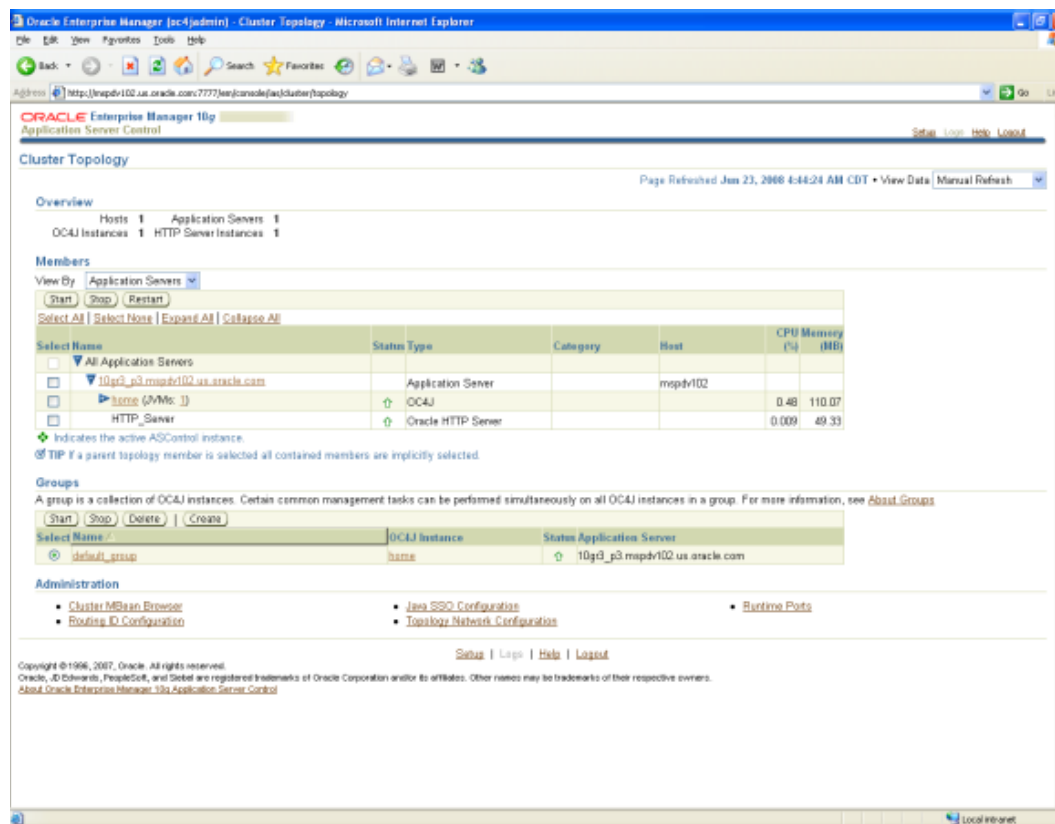 Oracle Enterprise Manager (oc4jadmin) - Cluster Topology - Microsoft Internet Explorer
File Edit View Favorites Tools Help
Back Search Favorites
Address http://mspdv102.us.oracle.com:7777/em/console/ias/cluster/topology Go
ORACLE Enterprise Manager 10g
Application Server Control
Setup Logs Help Logout
Cluster Topology
Page Refreshed Jun 23, 2008 4:44:24 AM CDT • View Data Manual Refresh
Overview
Hosts 1 Application Servers 1
OC4J Instances 1 HTTP Server Instances 1
Members
View By Application Servers
Start Stop Restart
Select All | Select None | Expand All | Collapse All
Select Name Status Type Category Host CPU (%) Memory (MB)
All Application Servers
10gr3_p3.mspdv102.us.oracle.com Application Server mspdv102
home (JVMs: 1) OC4J 0.48 110.07
HTTP_Server Oracle HTTP Server 0.009 49.33
Indicates the active ASControl instance.
TIP If a parent topology member is selected all contained members are implicitly selected.
Groups
A group is a collection of OC4J instances. Certain common management tasks can be performed simultaneously on all OC4J instances in a group. For more information, see About Groups
Start Stop Delete | Create
Select Name OC4J Instance Status Application Server
default_group home 10gr3_p3.mspdv102.us.oracle.com
Administration
• Cluster MBean Browser • Java SSO Configuration • Runtime Ports
• Routing ID Configuration • Topology Network Configuration
Setup | Logs | Help | Logout
Copyright © 1996, 2007, Oracle. All rights reserved.
Oracle, JD Edwards, PeopleSoft, and Siebel are registered trademarks of Oracle Corporation and/or its affiliates. Other names may be trademarks of their respective owners.
About Oracle Enterprise Manager 10g Application Server Control
Local intranet